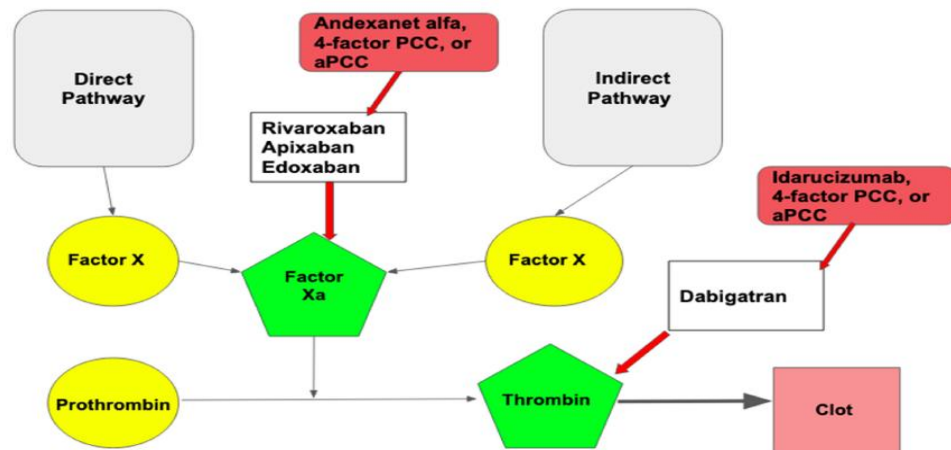 Andexanet alfa,
4-factor PCC, or
aPCC
Direct
Pathway
Indirect
Pathway
Rivaroxaban
Apixaban
Edoxaban
Idarucizumab,
4-factor PCC, or
aPCC
Factor X
Factor
Xa
Factor X
Dabigatran
Prothrombin
Thrombin
Clot